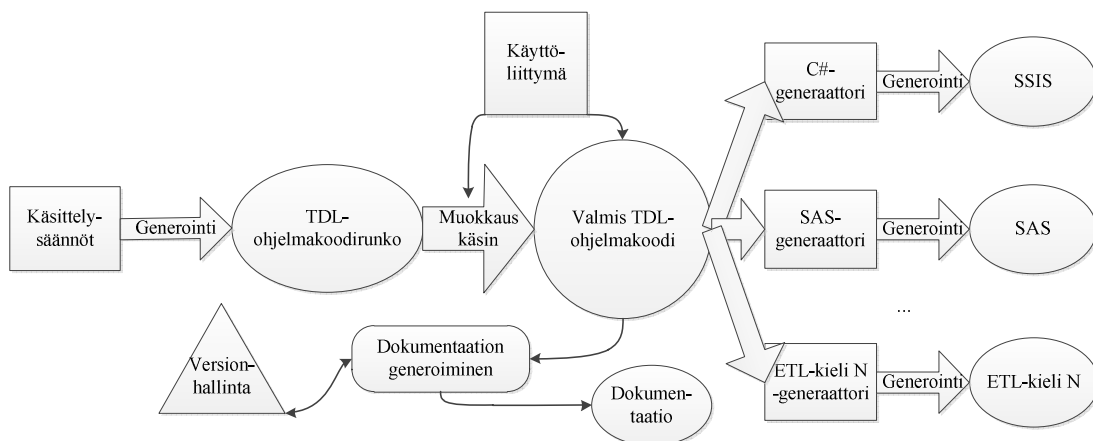 Käyttö-
liittymä
C#-
generaattori
Generointi
SSIS
Käsittely-
säännöt
Generointi
TDL-
ohjelmakoodirunko
Muokkaus
käsin
Valmis TDL-
ohjelmakoodi
SAS-
generaattori
Generointi
SAS
...
Version-
hallinta
Dokumentaation
generoiminen
Dokumen-
taatio
ETL-kieli N
-generaattori
Generointi
ETL-kieli N